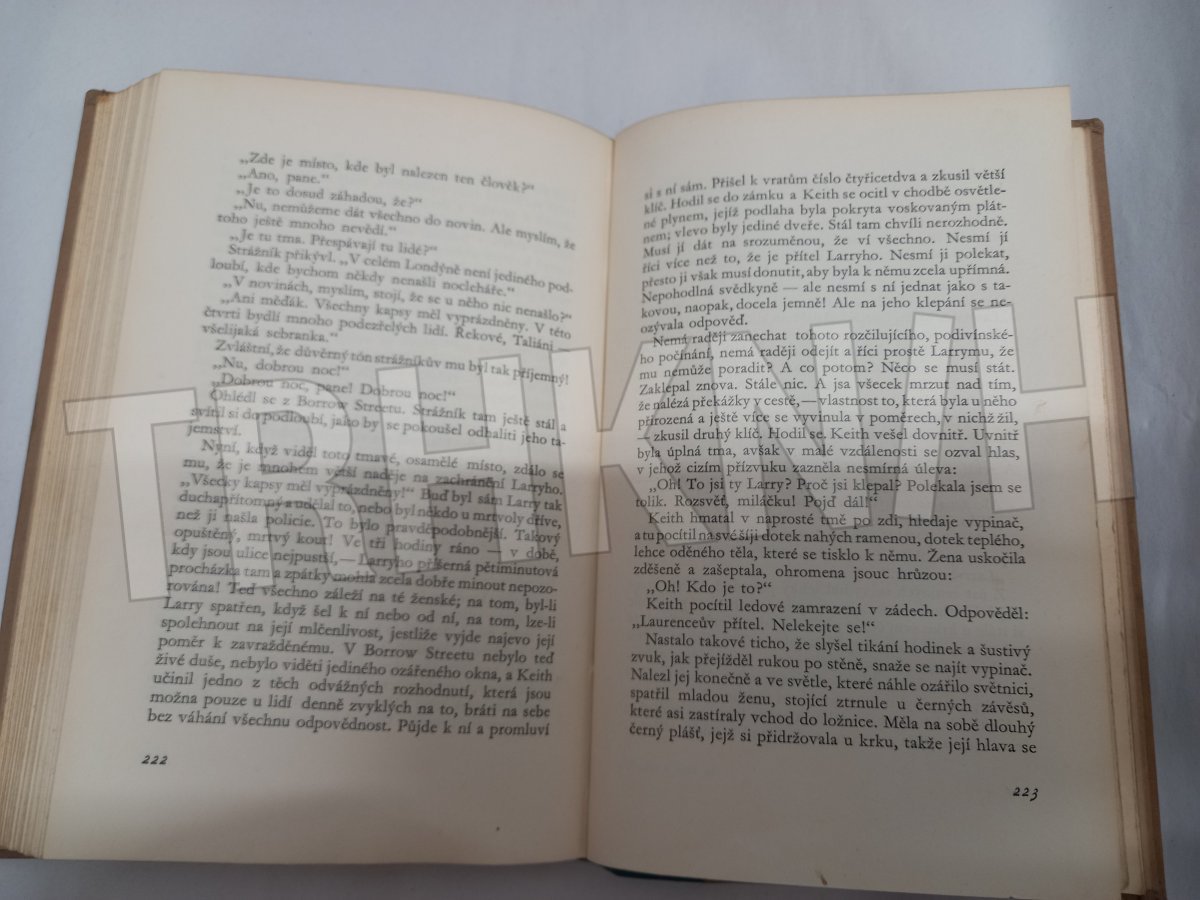 „Zde je místo, kde byl nalezen ten člověk?“
„Ano, pane.“
„Je to dosud záhadou, že?“
„Nu, nemůžeme dát všechno do novin. Ale myslím, že
toho ještě mnoho nevědí.“
„Je tu tma. Přespávají tu lidé?“
Strážník přikývl. „V celém Londýně není jediného pod-
loubí, kde bychom někdy nenašli nocleháře.“
„V novinách, myslím, stojí, že se u něho nic nenašlo?“
„Ani měďák. Všechny kapsy měl vyprázdněny. V této
čtvrti bydlí mnoho podezřelých lidí. Řekové, Taliáni —
všelijaká sebranka.“
Zvláštní, že důvěrný tón strážníkův mu byl tak příjemný!
„Nu, dobrou noc!“
„Dobrou noc, pane! Dobrou noc!“
Ohlédl se z Borrow Streetu. Strážník tam ještě stál a
svítil si do podloubí, jako by se pokoušel odhaliti jeho ta-
jemství.
Nyní, když viděl toto tmavé, osamělé místo, zdálo se
mu, že je mnohem větší naděje na zachránění Larryho.
„Všecky kapsy měl vyprázdněny!“ Buď byl sám Larry tak
duchapřítomný a udělal to, nebo byl někdo u mrtvoly dříve,
než ji našla policie. To bylo pravděpodobnější. Takový
opuštěný, mrtvý kout! Ve tři hodiny ráno — v době,
kdy jsou ulice nejpustší, — Larryho příšerná pětiminutová
procházka tam a zpátky mohla zcela dobře minout nepozo-
rována! Teď všechno záleží na té ženské; na tom, byl-li
Larry spatřen, když šel k ní nebo od ní, na tom, lze-li
spolehnout na její mlčenlivost, jestliže vyjde najevo její
poměr k zavražděnému. V Borrow Streetu nebylo teď
živé duše, nebylo viděti jediného ozářeného okna, a Keith
učinil jedno z těch odvážných rozhodnutí, která jsou
možna pouze u lidí denně zvyklých na to, bráti na sebe
bez váhání všechnu odpovědnost. Půjde k ní a promluví
222
si s ní sám. Přišel k vratům číslo čtyřicetdva a zkusil větší
klíč. Hodil se do zámku a Keith se ocitl v chodbě osvětle-
né plynem, jejíž podlaha byla pokryta voskovaným plát-
nem; vlevo byly jediné dveře. Stál tam chvíli nerozhodně.
Musí jí dát na srozuměnou, že ví všechno. Nesmí jí
říci více než to, že je přítel Larryho. Nesmí ji polekat,
přesto ji však musí donutit, aby byla k němu zcela upřímná.
Nepohodlná svědkyně — ale nesmí s ní jednat jako s ta-
kovou, naopak, docela jemně! Ale na jeho klepání se ne-
ozývala odpověď.
Nemá raději zanechat tohoto rozčilujícího, podivínské-
ho počínání, nemá raději odejít a říci prostě Larrymu, že
mu nemůže poradit? A co potom? Něco se musí stát.
Zaklepal znova. Stále nic. A jsa všecek mrzut nad tím,
že nalézá překážky v cestě, — vlastnost to, která byla u něho
přirozená a ještě více se vyvinula v poměrech, v nichž žil,
— zkusil druhý klíč. Hodil se. Keith vešel dovnitř. Uvnitř
byla úplná tma, avšak v malé vzdálenosti se ozval hlas,
v jehož cizím přízvuku zazněla nesmírná úleva:
„Oh! To jsi ty Larry? Proč jsi klepal? Polekala jsem se
tolik. Rozsvěť, miláčku! Pojď dál!“
Keith hmatal v naprosté tmě po zdi, hledaje vypinač,
a tu pocítil na své šíji dotek nahých ramenou, dotek teplého,
lehce oděného těla, které se tisklo k němu. Žena uskočila
zděšeně a zašeptala, ohromena jsouc hrůzou:
„Oh! Kdo je to?“
Keith pocítil ledové zamrazení v zádech. Odpověděl:
„Laurenceův přítel. Nelekejte se!“
Nastalo takové ticho, že slyšel tikání hodinek a šustivý
zvuk, jak přejížděl rukou po stěně, snaže se najít vypinač.
Nalezl jej konečně a ve světle, které náhle ozářilo světnici,
spatřil mladou ženu, stojící ztrnule u černých závěsů,
které asi zastíraly vchod do ložnice. Měla na sobě dlouhý
černý plášť, jejž si přidržovala u krku, takže její hlava se
223
TRHKNIH